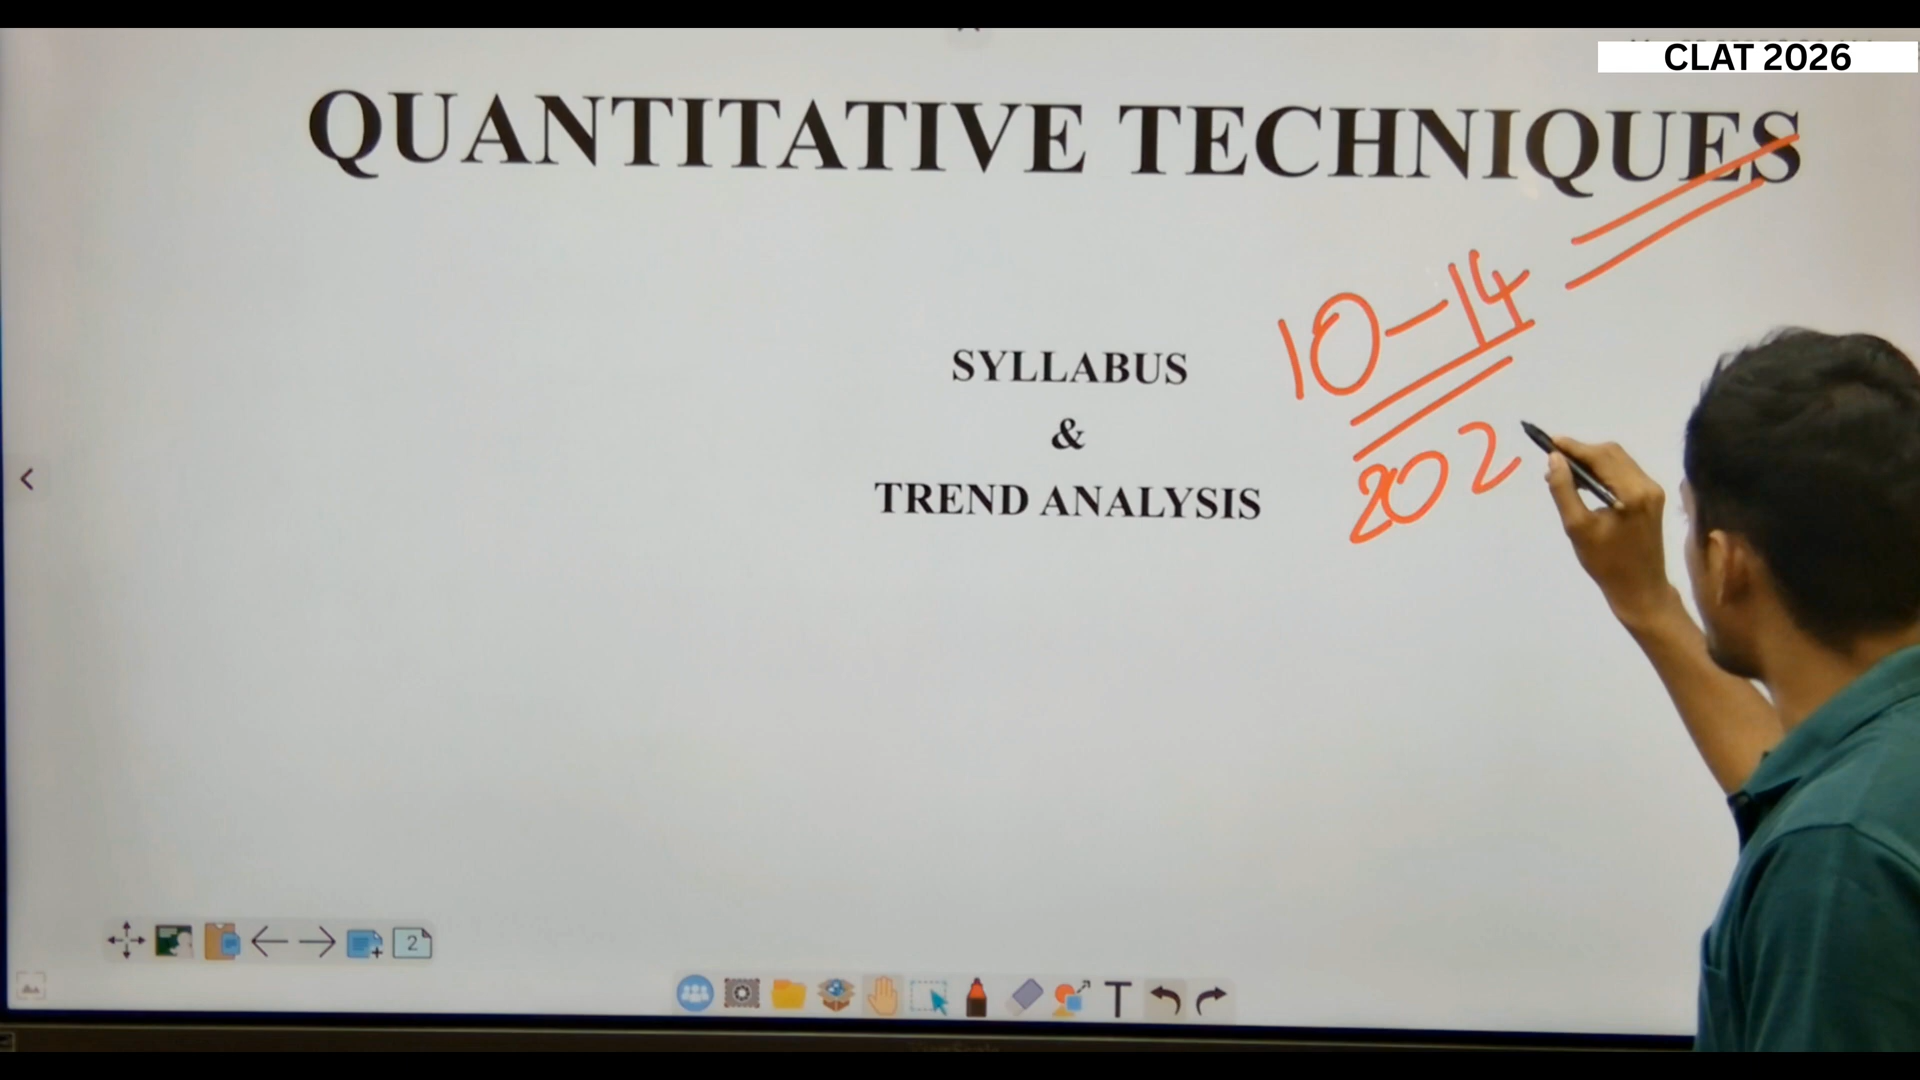 CLAT 2026
QUANTITATIVE TECHNIQUES
10-14
SYLLABUS
&
202
TREND ANALYSIS
2
T